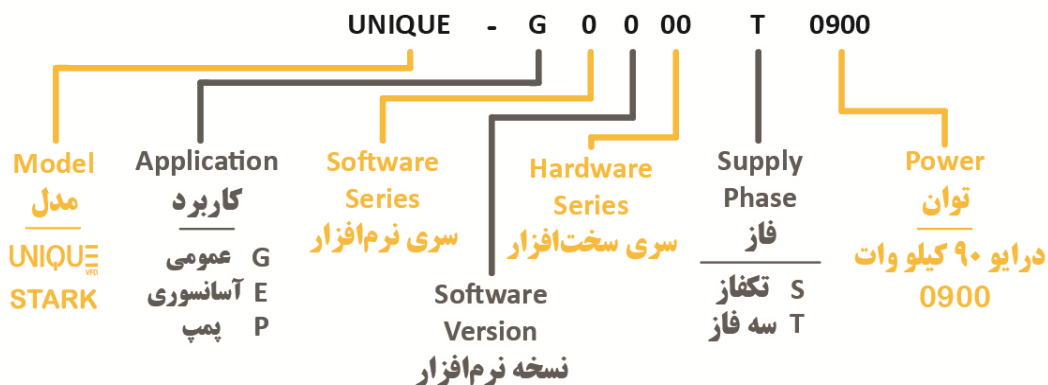 UNIQUE - G 0 0 00 T 0900
Model
مدل
UNIQUE
VFD
STARK
Application
کاربرد
G عمومی
E آسانسوری
P پمپ
Software
Series
سری نرم‌افزار
Software
Version
نسخه نرم‌افزار
Hardware
Series
سری سخت‌افزار
Supply
Phase
فاز
S تکفاز
T سه فاز
Power
توان
درایو ۹۰ کیلو وات
0900